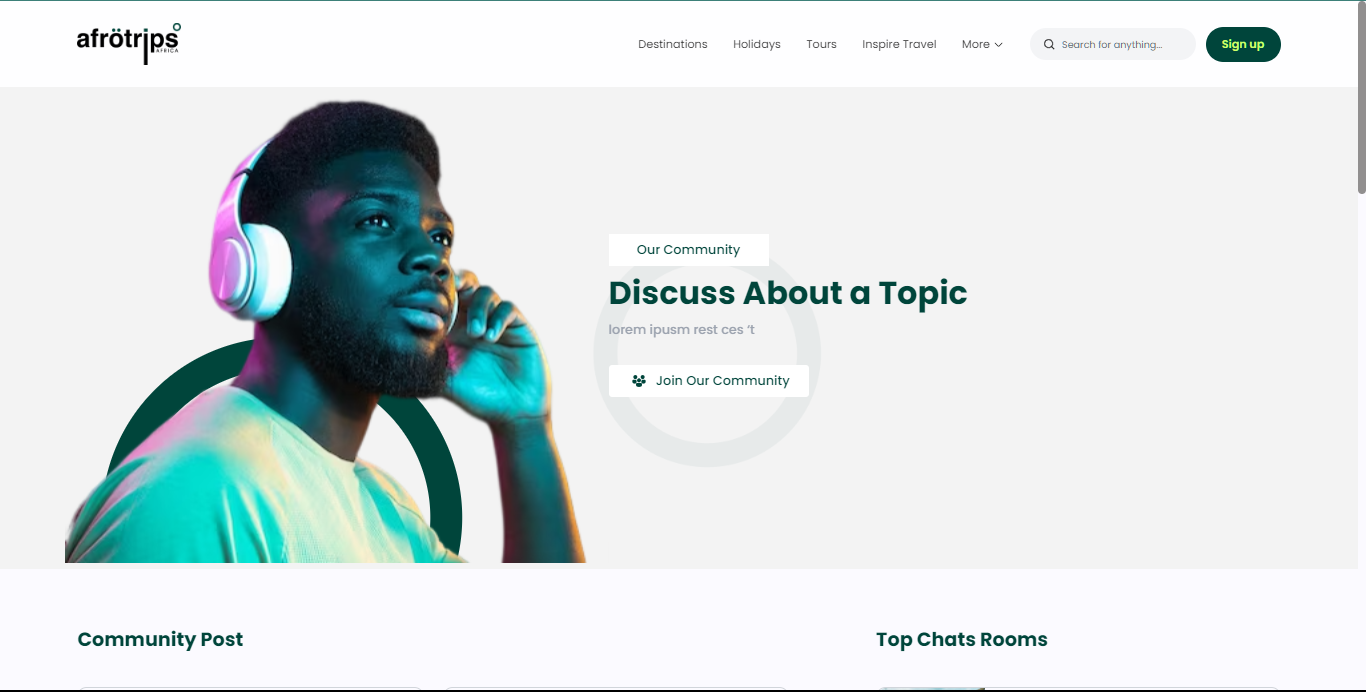 afrötrips
AFRICA
Destinations
Holidays
Tours
Inspire Travel
More
Search for anything...
Sign up
Our Community
Discuss About a Topic
lorem ipusm rest ces ‘t
Join Our Community
Community Post
Top Chats Rooms